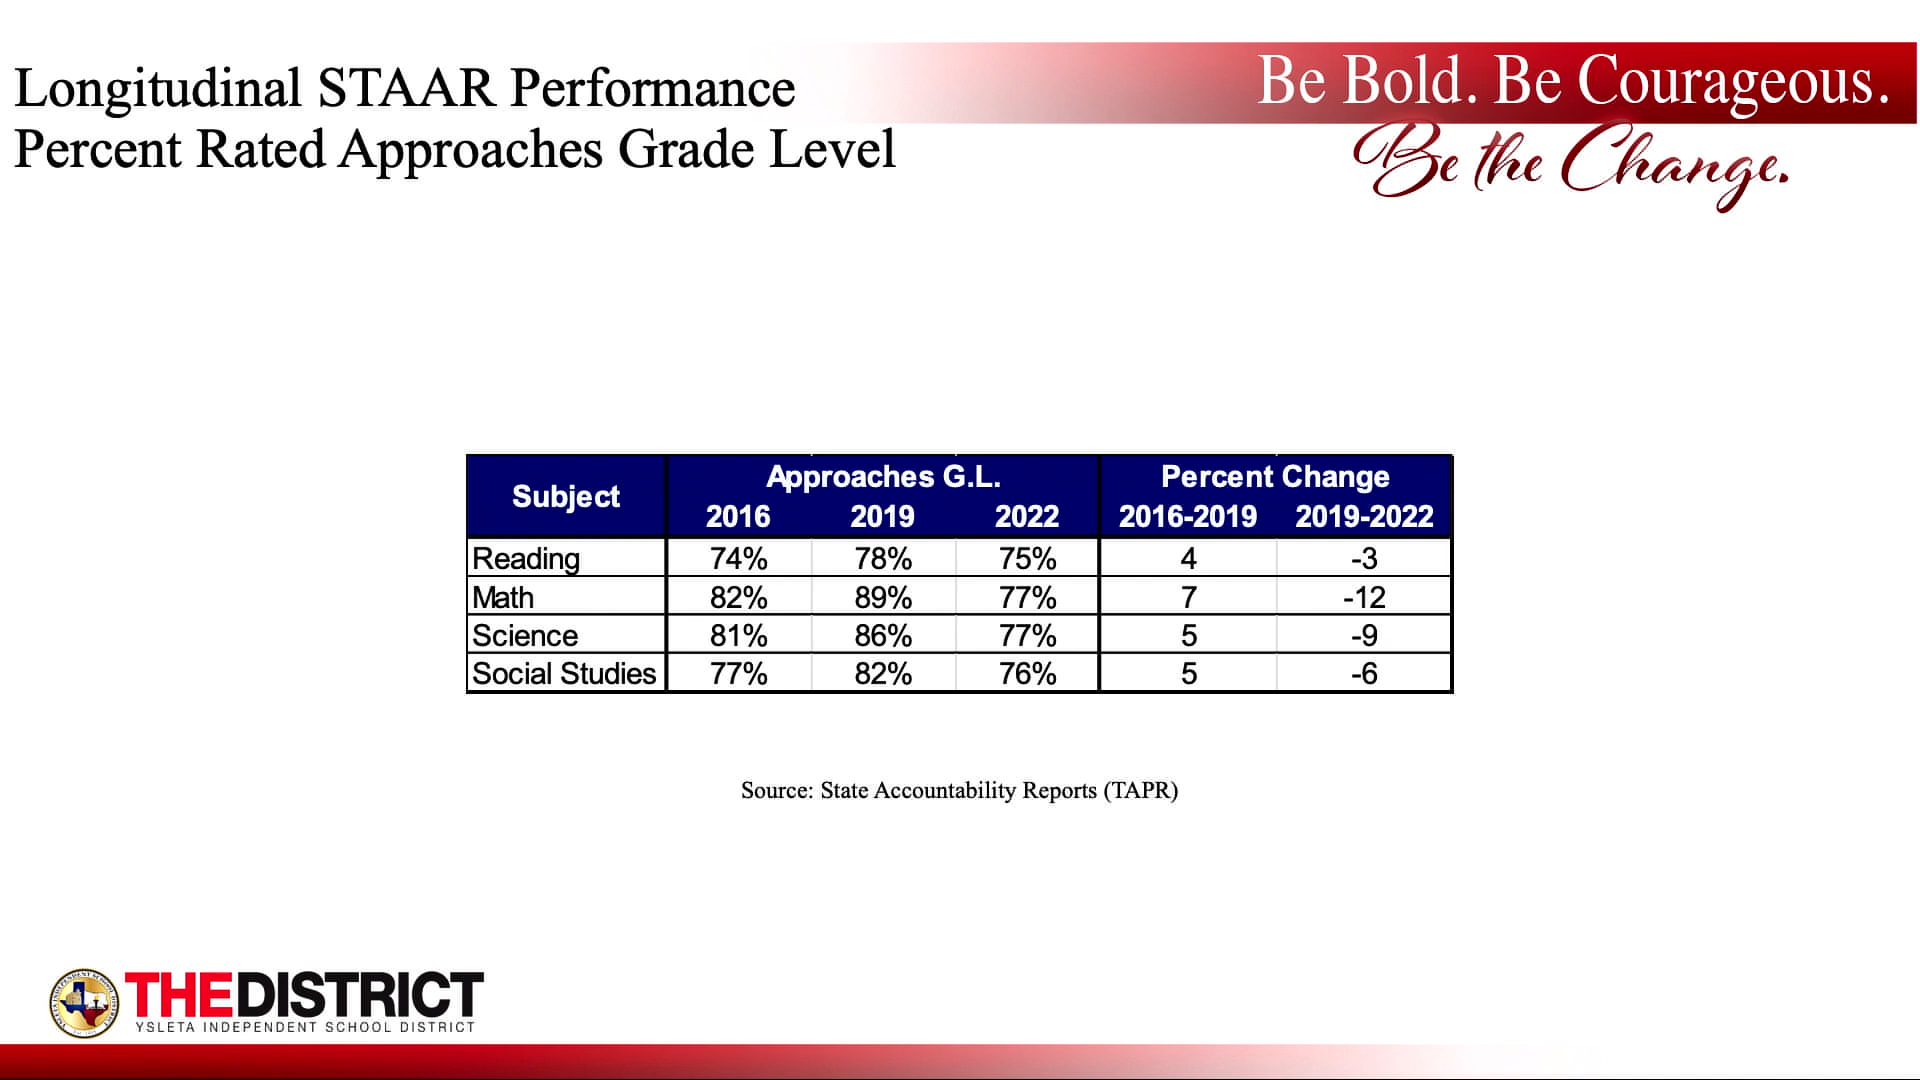 Longitudinal STAAR Performance
Percent Rated Approaches Grade Level
Be Bold. Be Courageous.
Be the Change.
Subject Approaches G.L. Percent Change
2016 2019 2022 2016-2019 2019-2022
Reading 74% 78% 75% 4 -3
Math 82% 89% 77% 7 -12
Science 81% 86% 77% 5 -9
Social Studies 77% 82% 76% 5 -6
Source: State Accountability Reports (TAPR)
THEDISTRICT
YSLETA INDEPENDENT SCHOOL DISTRICT